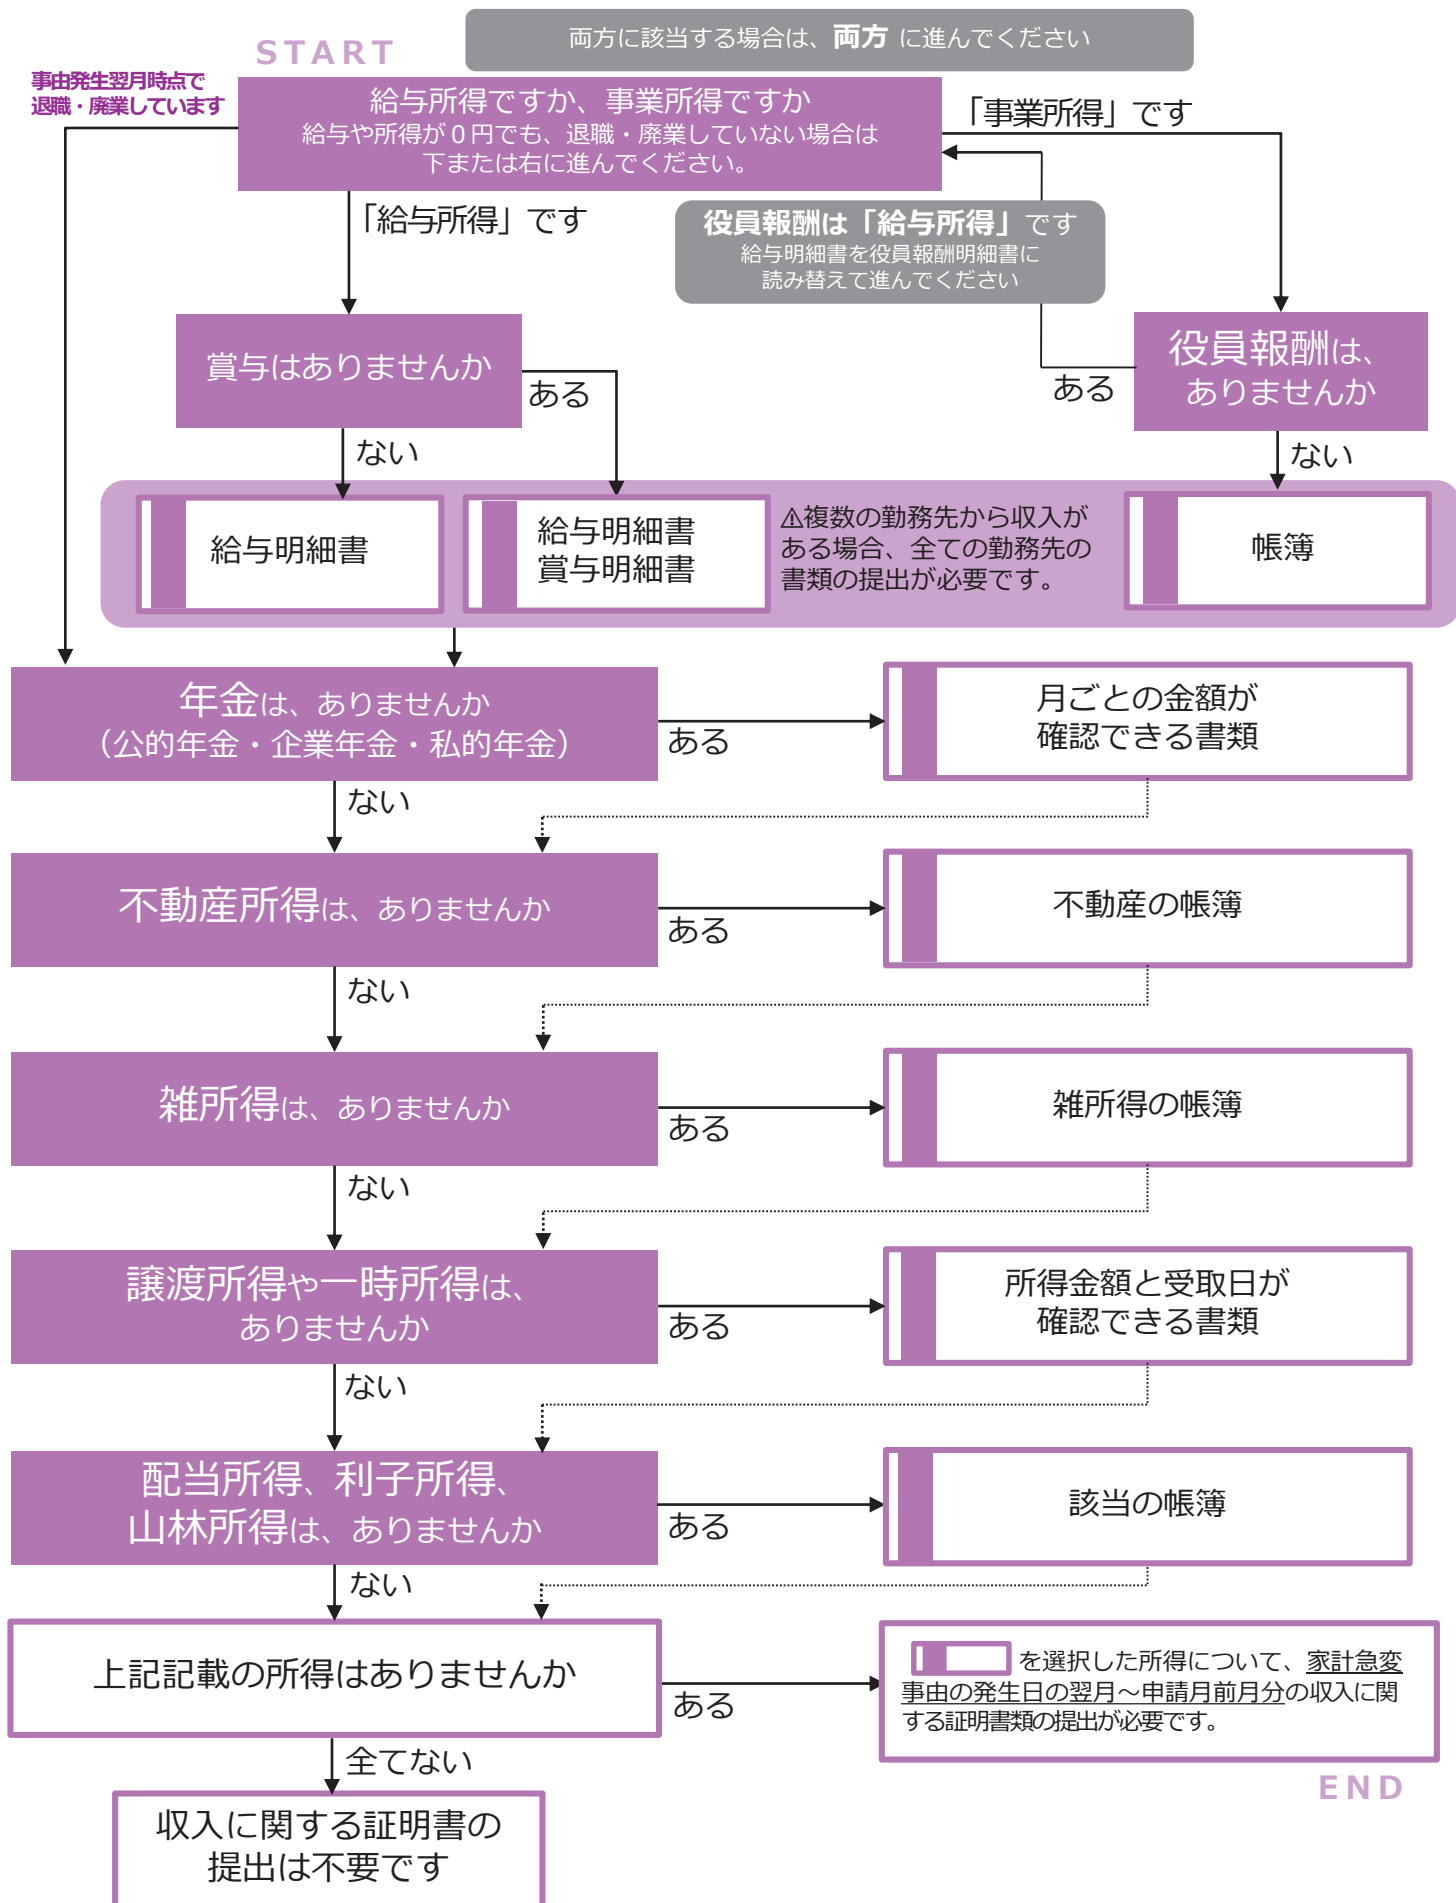 両方に該当する場合は、両方 に進んでください
START
事由発生翌月時点で
退職・廃業しています
給与所得ですか、事業所得ですか
給与や所得が0円でも、退職・廃業していない場合は
下または右に進んでください。
「事業所得」です
「給与所得」です
役員報酬は「給与所得」です
給与明細書を役員報酬明細書に
読み替えて進んでください
賞与はありませんか
ある
ない
役員報酬は、
ありませんか
ある
ない
給与明細書
給与明細書
賞与明細書
⚠複数の勤務先から収入が
ある場合、全ての勤務先の
書類の提出が必要です。
帳簿
年金は、ありませんか
（公的年金・企業年金・私的年金）
ある
月ごとの金額が
確認できる書類
ない
不動産所得は、ありませんか
ある
不動産の帳簿
ない
雑所得は、ありませんか
ある
雑所得の帳簿
ない
譲渡所得や一時所得は、
ありませんか
ある
所得金額と受取日が
確認できる書類
ない
配当所得、利子所得、
山林所得は、ありませんか
ある
該当の帳簿
ない
上記記載の所得はありませんか
ある
を選択した所得について、家計急変
事由の発生日の翌月～申請月前月分の収入に関
する証明書類の提出が必要です。
END
全てない
収入に関する証明書の
提出は不要です